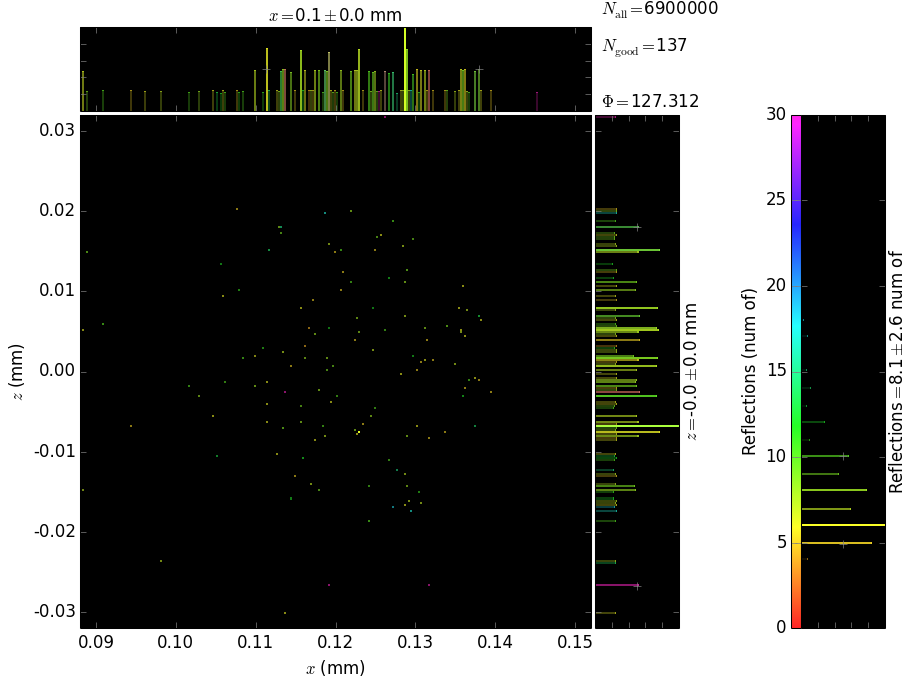 x = 0.1 ± 0.0 mm
N_all = 6900000
N_good = 137
Φ = 127.312
0.03
0.02
0.01
0.00
-0.01
-0.02
-0.03
z (mm)
0.09 0.10 0.11 0.12 0.13 0.14 0.15
x (mm)
z = -0.0 ± 0.0 mm
30
25
20
15
10
5
0
Reflections (num of)
Reflections = 8.1 ± 2.6 num of